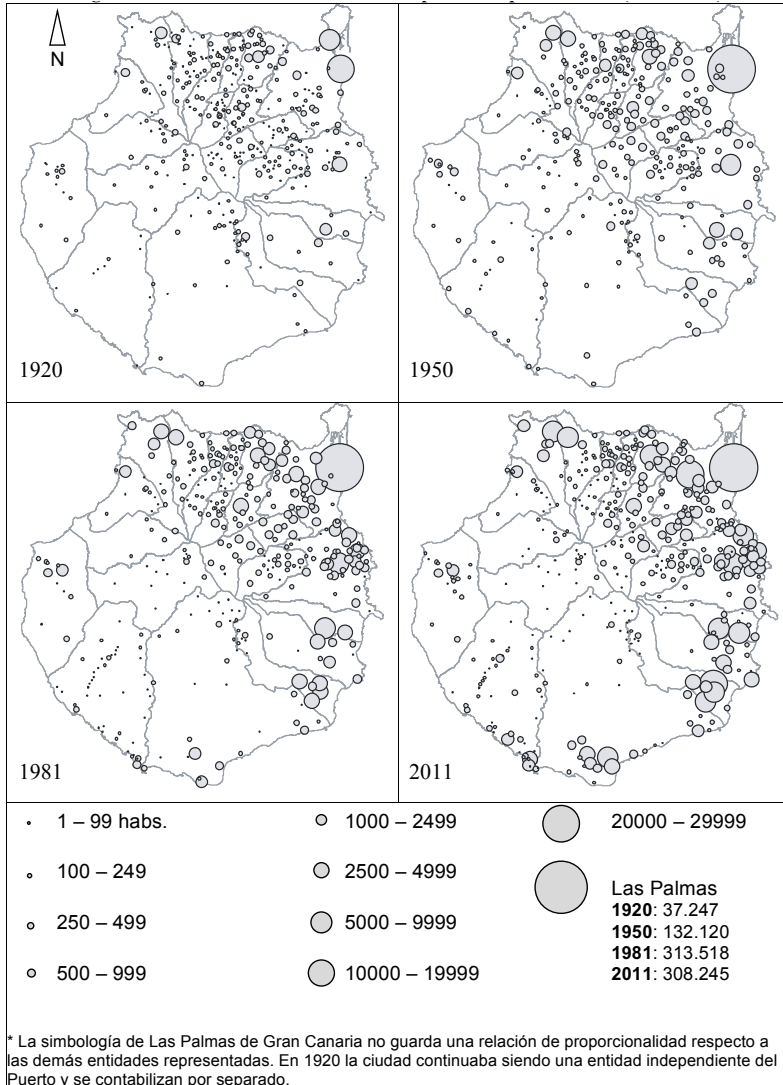 N
1920
1950
1981
2011
1 – 99 habs.
100 – 249
250 – 499
500 – 999
1000 – 2499
2500 – 4999
5000 – 9999
10000 – 19999
20000 – 29999
Las Palmas
1920: 37.247
1950: 132.120
1981: 313.518
2011: 308.245
* La simbología de Las Palmas de Gran Canaria no guarda una relación de proporcionalidad respecto a
las demás entidades representadas. En 1920 la ciudad continuaba siendo una entidad independiente del
Puerto y se contabilizan por separado.